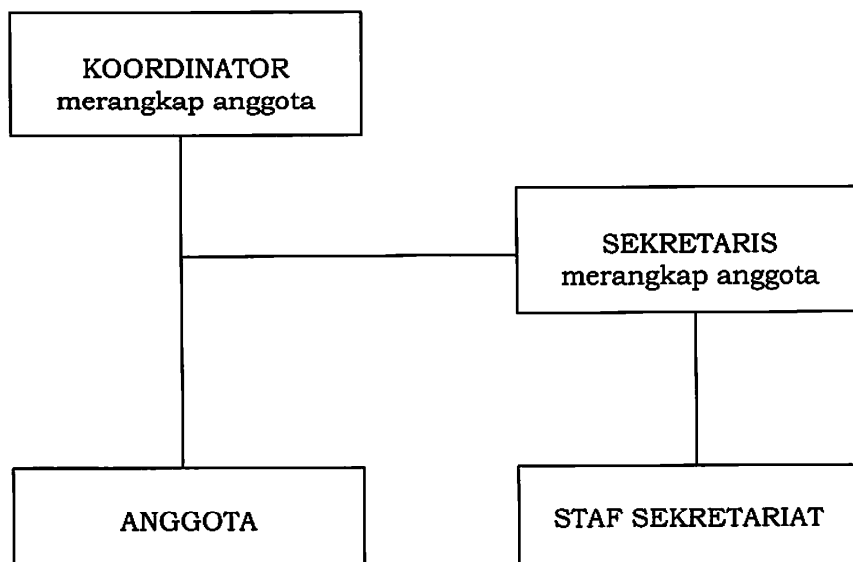 KOORDINATOR
merangkap anggota
SEKRETARIS
merangkap anggota
ANGGOTA
STAF SEKRETARIAT